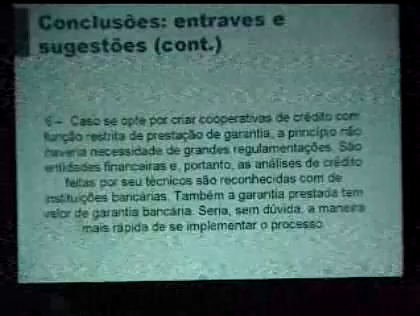 Conclusões: entraves e
sugestões (cont.)
6 – Caso se opte por criar cooperativas de crédito com
função restrita de prestação de garantia, a princípio não
haveria necessidade de grandes regulamentações. São
entidades financeiras e, portanto, as análises de crédito
feitas por seu técnicos são reconhecidas com de
instituições bancárias. Também a garantia prestada tem
valor de garantia bancária. Seria, sem dúvida, a maneira
mais rápida de se implementar o processo